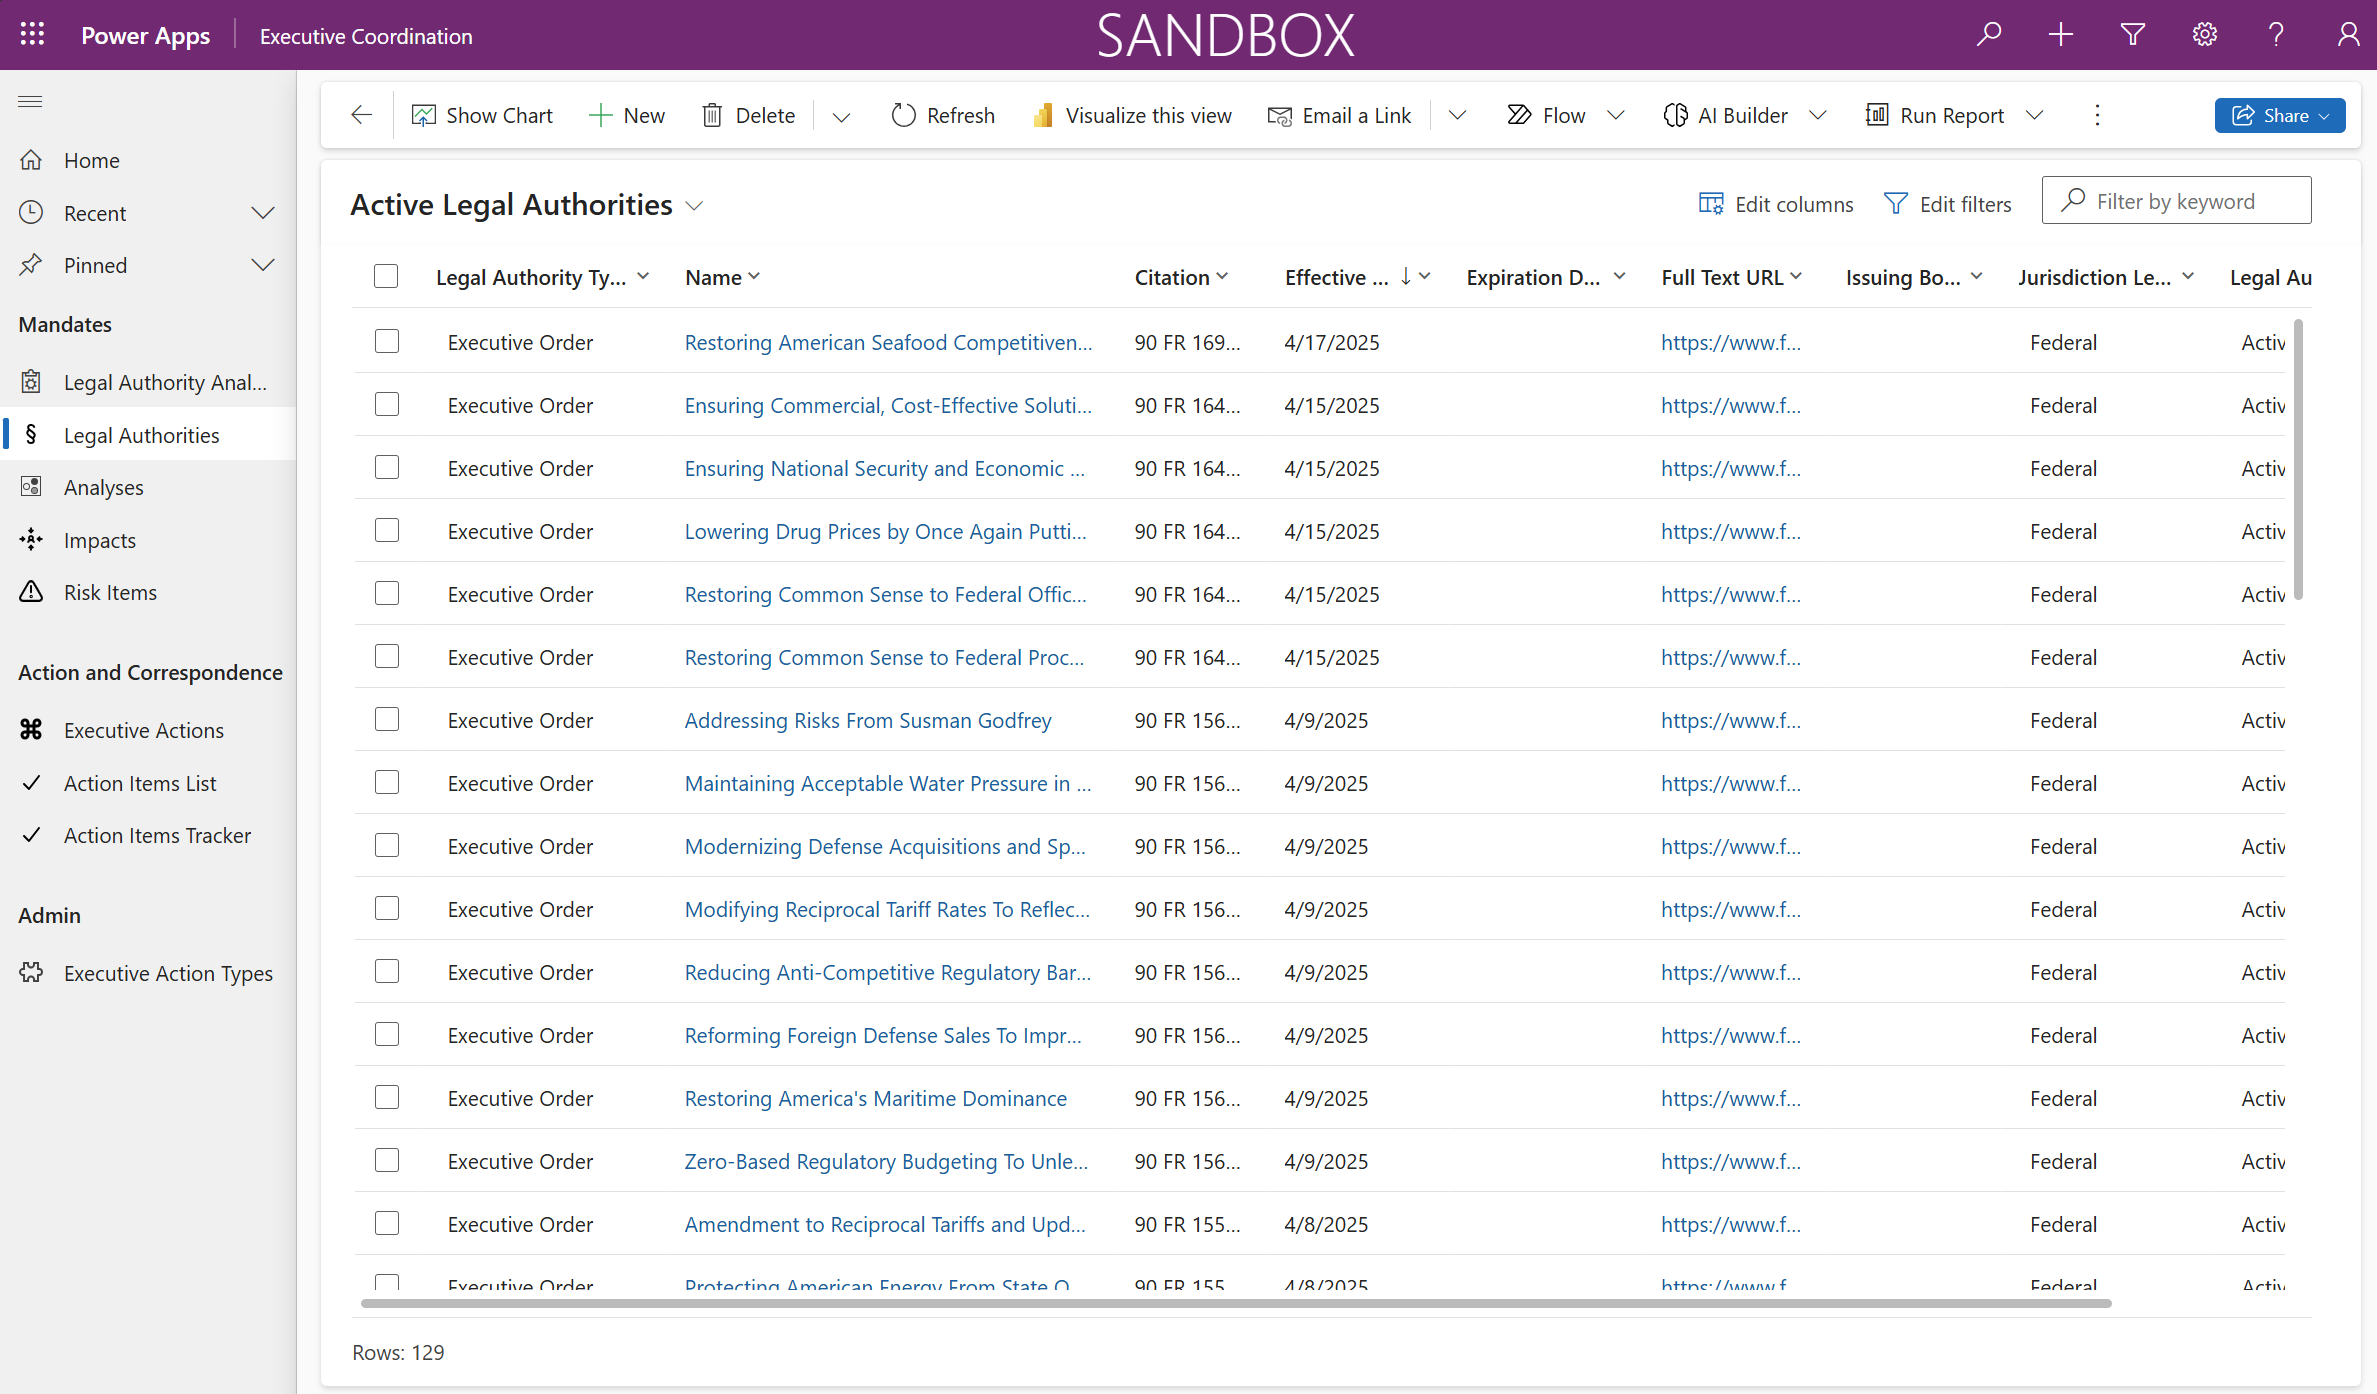 Power Apps
Executive Coordination
SANDBOX
Show Chart
New
Delete
Refresh
Visualize this view
Email a Link
Flow
AI Builder
Run Report
Share
Home
Recent
Pinned
Mandates
Legal Authority Anal...
Legal Authorities
Analyses
Impacts
Risk Items
Action and Correspondence
Executive Actions
Action Items List
Action Items Tracker
Admin
Executive Action Types
Active Legal Authorities
Edit columns
Edit filters
Filter by keyword
Legal Authority Ty... Name Citation Effective ... Expiration D... Full Text URL Issuing Bo... Jurisdiction Le... Legal Au
Executive Order Restoring American Seafood Competitiven... 90 FR 169... 4/17/2025 https://www.f... Federal Activ
Executive Order Ensuring Commercial, Cost-Effective Soluti... 90 FR 164... 4/15/2025 https://www.f... Federal Activ
Executive Order Ensuring National Security and Economic ... 90 FR 164... 4/15/2025 https://www.f... Federal Activ
Executive Order Lowering Drug Prices by Once Again Putti... 90 FR 164... 4/15/2025 https://www.f... Federal Activ
Executive Order Restoring Common Sense to Federal Offic... 90 FR 164... 4/15/2025 https://www.f... Federal Activ
Executive Order Restoring Common Sense to Federal Proc... 90 FR 164... 4/15/2025 https://www.f... Federal Activ
Executive Order Addressing Risks From Susman Godfrey 90 FR 156... 4/9/2025 https://www.f... Federal Activ
Executive Order Maintaining Acceptable Water Pressure in ... 90 FR 156... 4/9/2025 https://www.f... Federal Activ
Executive Order Modernizing Defense Acquisitions and Sp... 90 FR 156... 4/9/2025 https://www.f... Federal Activ
Executive Order Modifying Reciprocal Tariff Rates To Reflec... 90 FR 156... 4/9/2025 https://www.f... Federal Activ
Executive Order Reducing Anti-Competitive Regulatory Bar... 90 FR 156... 4/9/2025 https://www.f... Federal Activ
Executive Order Reforming Foreign Defense Sales To Impr... 90 FR 156... 4/9/2025 https://www.f... Federal Activ
Executive Order Restoring America's Maritime Dominance 90 FR 156... 4/9/2025 https://www.f... Federal Activ
Executive Order Zero-Based Regulatory Budgeting To Unle... 90 FR 156... 4/9/2025 https://www.f... Federal Activ
Executive Order Amendment to Reciprocal Tariffs and Upd... 90 FR 155... 4/8/2025 https://www.f... Federal Activ
Executive Order Protecting American Energy From State O 90 FR 155 4/8/2025 https://www.f Federal Activ
Rows: 129